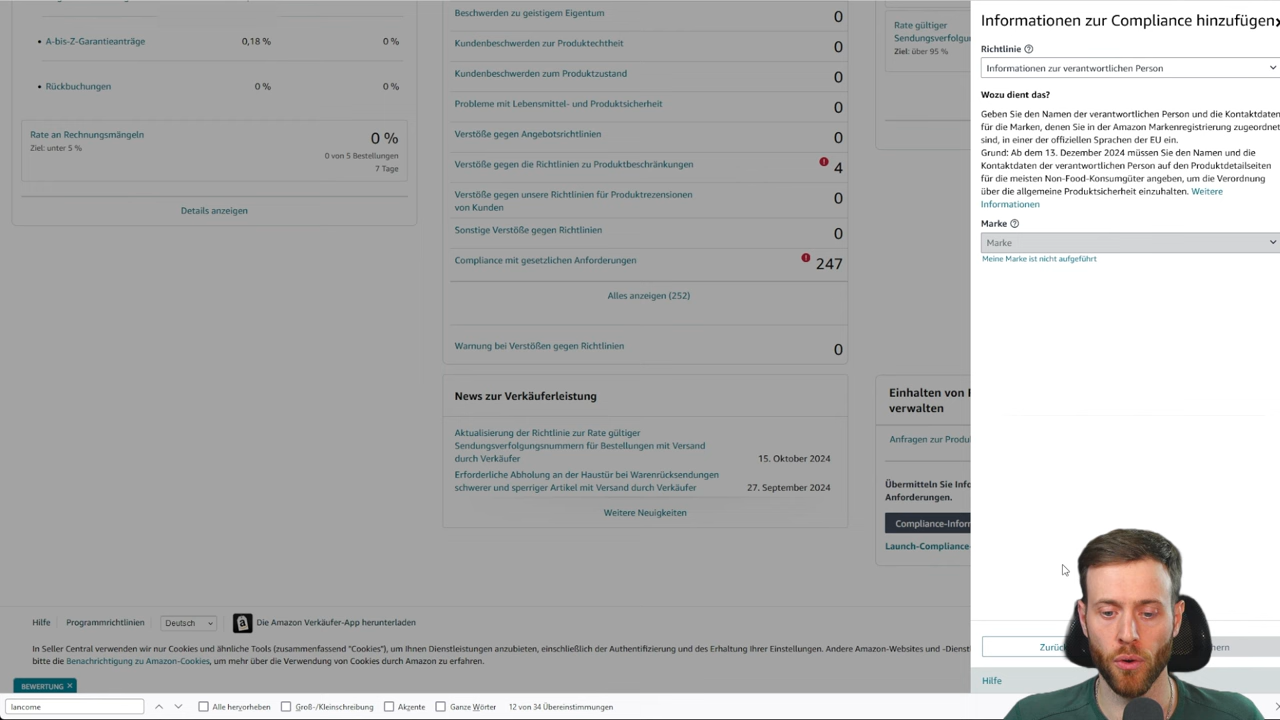 • A-bis-Z-Garantieanträge 0,18 % 0 %
• Rückbuchungen 0 % 0 %
Rate an Rechnungsmängeln 0 %
Ziel: unter 5 %
0 von 5 Bestellungen
7 Tage
Details anzeigen
Beschwerden zu geistigem Eigentum 0
Kundenbeschwerden zur Produktechtheit 0
Kundenbeschwerden zum Produktzustand 0
Probleme mit Lebensmittel- und Produktsicherheit 0
Verstöße gegen Angebotsrichtlinien 0
Verstöße gegen die Richtlinien zu Produktbeschränkungen 4
Verstöße gegen unsere Richtlinien für Produktrezensionen
von Kunden 0
Sonstige Verstöße gegen Richtlinien 0
Compliance mit gesetzlichen Anforderungen 247
Alles anzeigen (252)
Warnung bei Verstößen gegen Richtlinien 0
News zur Verkäuferleistung
Aktualisierung der Richtlinie zur Rate gültiger
Sendungsverfolgungsnummern für Bestellungen mit Versand
durch Verkäufer 15. Oktober 2024
Erforderliche Abholung an der Haustür bei Warenrücksendungen
schwerer und sperriger Artikel mit Versand durch Verkäufer 27. September 2024
Weitere Neuigkeiten
Rate gültiger
Sendungsverfolgu
Ziel: über 95 %
Einhalten von
verwalten
Anfragen zur Produ
Übermitteln Sie Info
Anforderungen.
Compliance-Infor
Launch-Compliance-
Informationen zur Compliance hinzufügen
Richtlinie
Informationen zur verantwortlichen Person
Wozu dient das?
Geben Sie den Namen der verantwortlichen Person und die Kontaktdaten
für die Marken, denen Sie in der Amazon Markenregistrierung zugeordnet
sind, in einer der offiziellen Sprachen der EU ein.
Grund: Ab dem 13. Dezember 2024 müssen Sie den Namen und die
Kontaktdaten der verantwortlichen Person auf den Produktdetailseiten
für die meisten Non-Food-Konsumgüter angeben, um die Verordnung
über die allgemeine Produktsicherheit einzuhalten. Weitere
Informationen
Marke
Marke
Meine Marke ist nicht aufgeführt
Zurüc
Hilfe
Hilfe Programmrichtlinien Deutsch Die Amazon Verkäufer-App herunterladen
In Seller Central verwenden wir nur Cookies und ähnliche Tools (zusammenfassend "Cookies"), um Ihnen Dienstleistungen anzubieten, einschließlich der Authentifizierung und des Erhaltung Ihrer Einstellungen. Andere Amazon-Websites und -Dienst
bitte die Benachrichtigung zu Amazon-Cookies, um mehr über die Verwendung von Cookies durch Amazon zu erfahren.
BEWERTUNG ×
lancome Alle hervorheben Groß-/Kleinschreibung Akzente Ganze Wörter 12 von 34 Übereinstimmungen